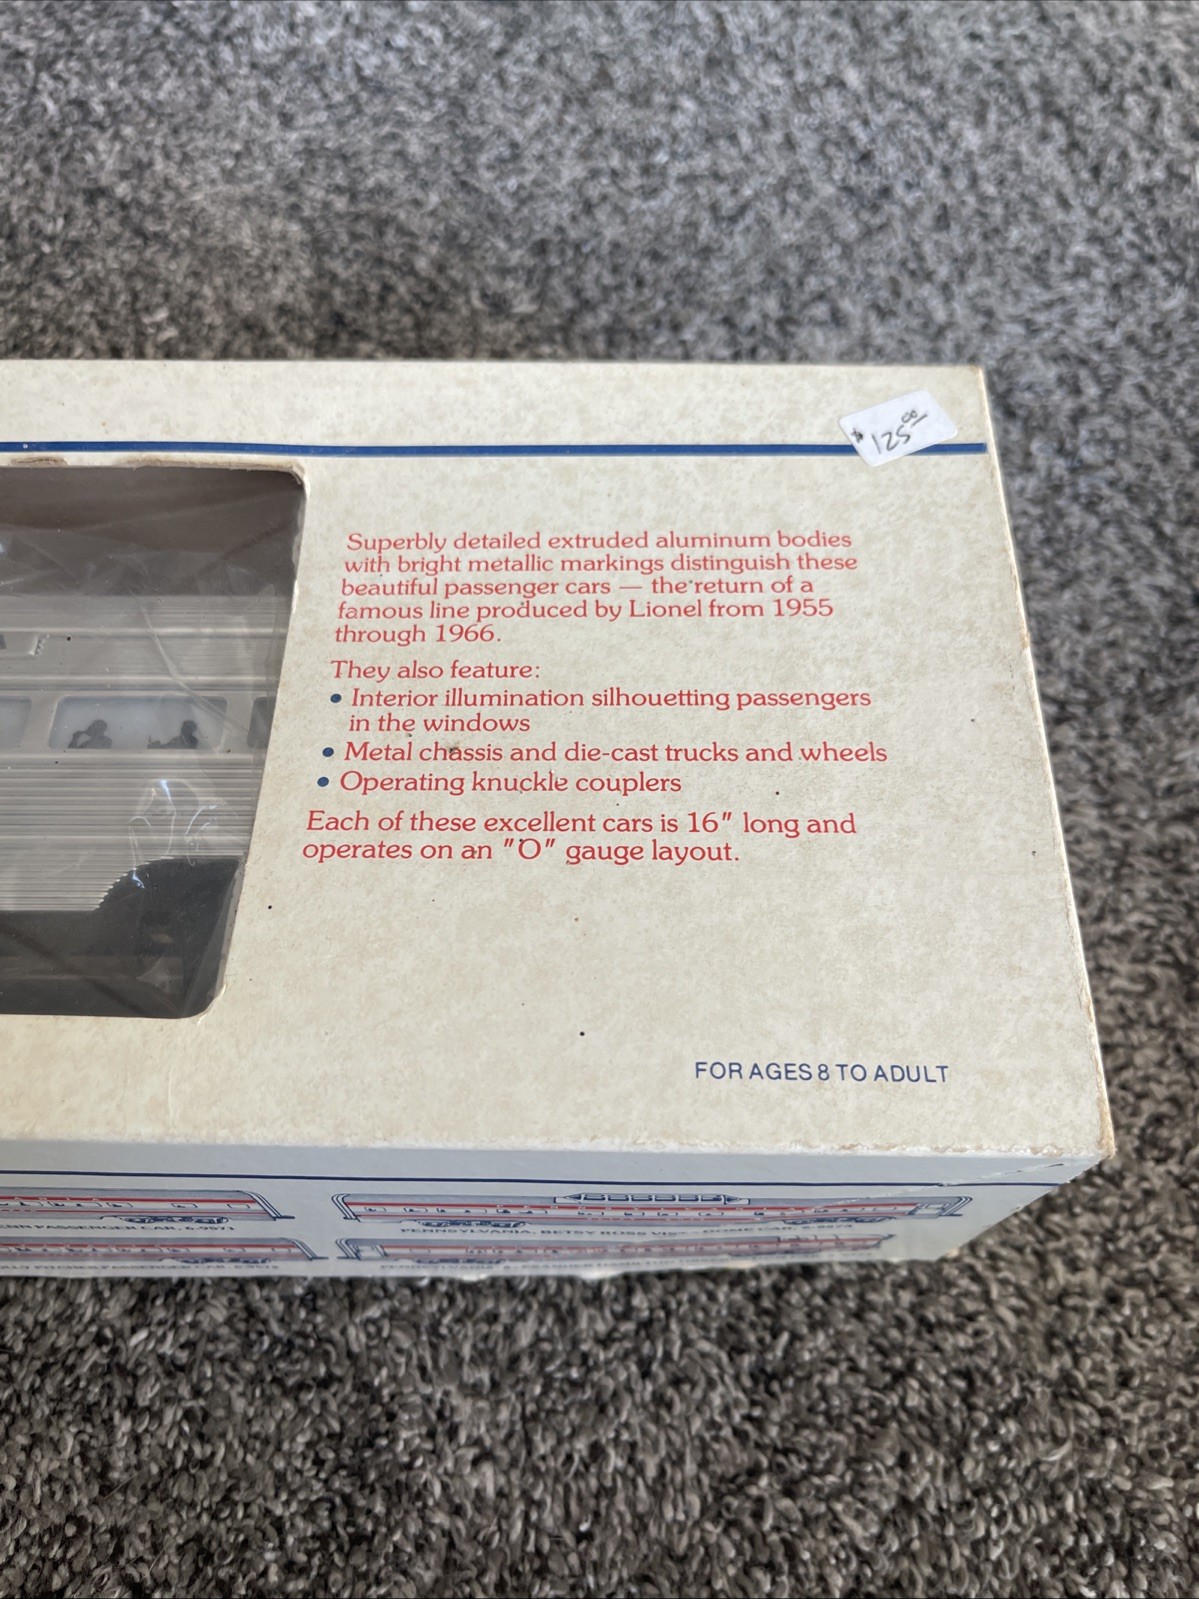 $125.00
Superbly detailed extruded aluminum bodies
with bright metallic markings distinguish these
beautiful passenger cars — the return of a
famous line produced by Lionel from 1955
through 1966.
They also feature:
• Interior illumination silhouetting passengers
in the windows
• Metal chassis and die-cast trucks and wheels
• Operating knuckle couplers
Each of these excellent cars is 16" long and
operates on an "O" gauge layout.
FOR AGES 8 TO ADULT
PENNSYLVANIA, BETSY ROSS